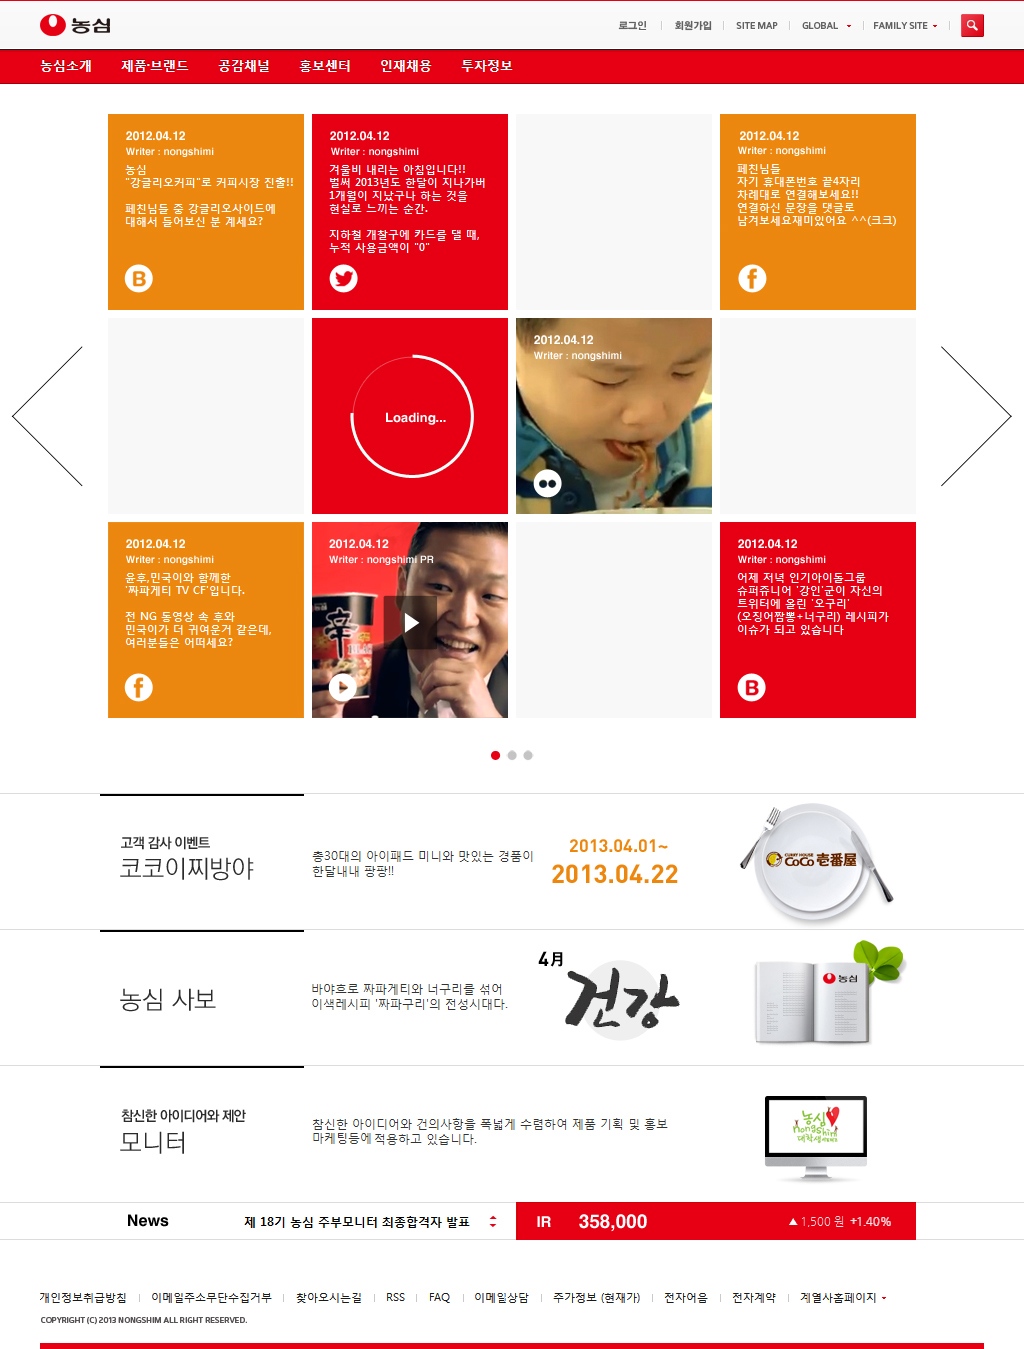 농심
로그인
회원가입
SITE MAP
GLOBAL
FAMILY SITE
농심소개
제품·브랜드
공감채널
홍보센터
인재채용
투자정보
2012.04.12
Writer : nongshimi
농심
"강글리오커피"로 커피시장 진출!!
페친님들 중 강글리오사이드에
대해서 들어보신 분 계세요?
B
2012.04.12
Writer : nongshimi
겨울비 내리는 아침입니다!!
벌써 2013년도 한달이 지나가버
1개월이 지났구나 하는 것을
현실로 느끼는 순간.
지하철 개찰구에 카드를 댈 때,
누적 사용금액이 "0"
2012.04.12
Writer : nongshimi
페친님들
자기 휴대폰번호 끝4자리
차례대로 연결해보세요!!
연결하신 문장을 댓글로
남겨보세요재미있어요 ^^(크크)
f
Loading...
2012.04.12
Writer : nongshimi
2012.04.12
Writer : nongshimi
윤후,민국이와 함께한
'짜파게티 TV CF'입니다.
전 NG 동영상 속 후와
민국이가 더 귀여운거 같은데,
여러분들은 어떠세요?
f
2012.04.12
Writer : nongshimi PR
辛
2012.04.12
Writer : nongshimi
어제 저녁 인기아이돌그룹
슈퍼쥬니어 '강인'군이 자신의
트위터에 올린 '오구리'
(오징어짬뽕+너구리) 레시피가
이슈가 되고 있습니다
B
고객 감사 이벤트
코코이찌방야
총30대의 아이패드 미니와 맛있는 경품이
한달내내 팡팡!!
2013.04.01~
2013.04.22
CURRY HOUSE
CoCo壱番屋
농심 사보
바야흐로 짜파게티와 너구리를 섞어
이색레시피 '짜파구리'의 전성시대다.
4月
건강
농심
참신한 아이디어와 제안
모니터
참신한 아이디어와 건의사항을 폭넓게 수렴하여 제품 기획 및 홍보
마케팅등에 적용하고 있습니다.
농심
Nongshim
News
제 18기 농심 주부모니터 최종합격자 발표
IR
358,000
▲ 1,500 원 +1.40%
개인정보취급방침
이메일주소무단수집거부
찾아오시는길
RSS
FAQ
이메일상담
주가정보 (현재가)
전자어음
전자계약
계열사홈페이지
COPYRIGHT (C) 2013 NONGSHIM ALL RIGHT RESERVED.